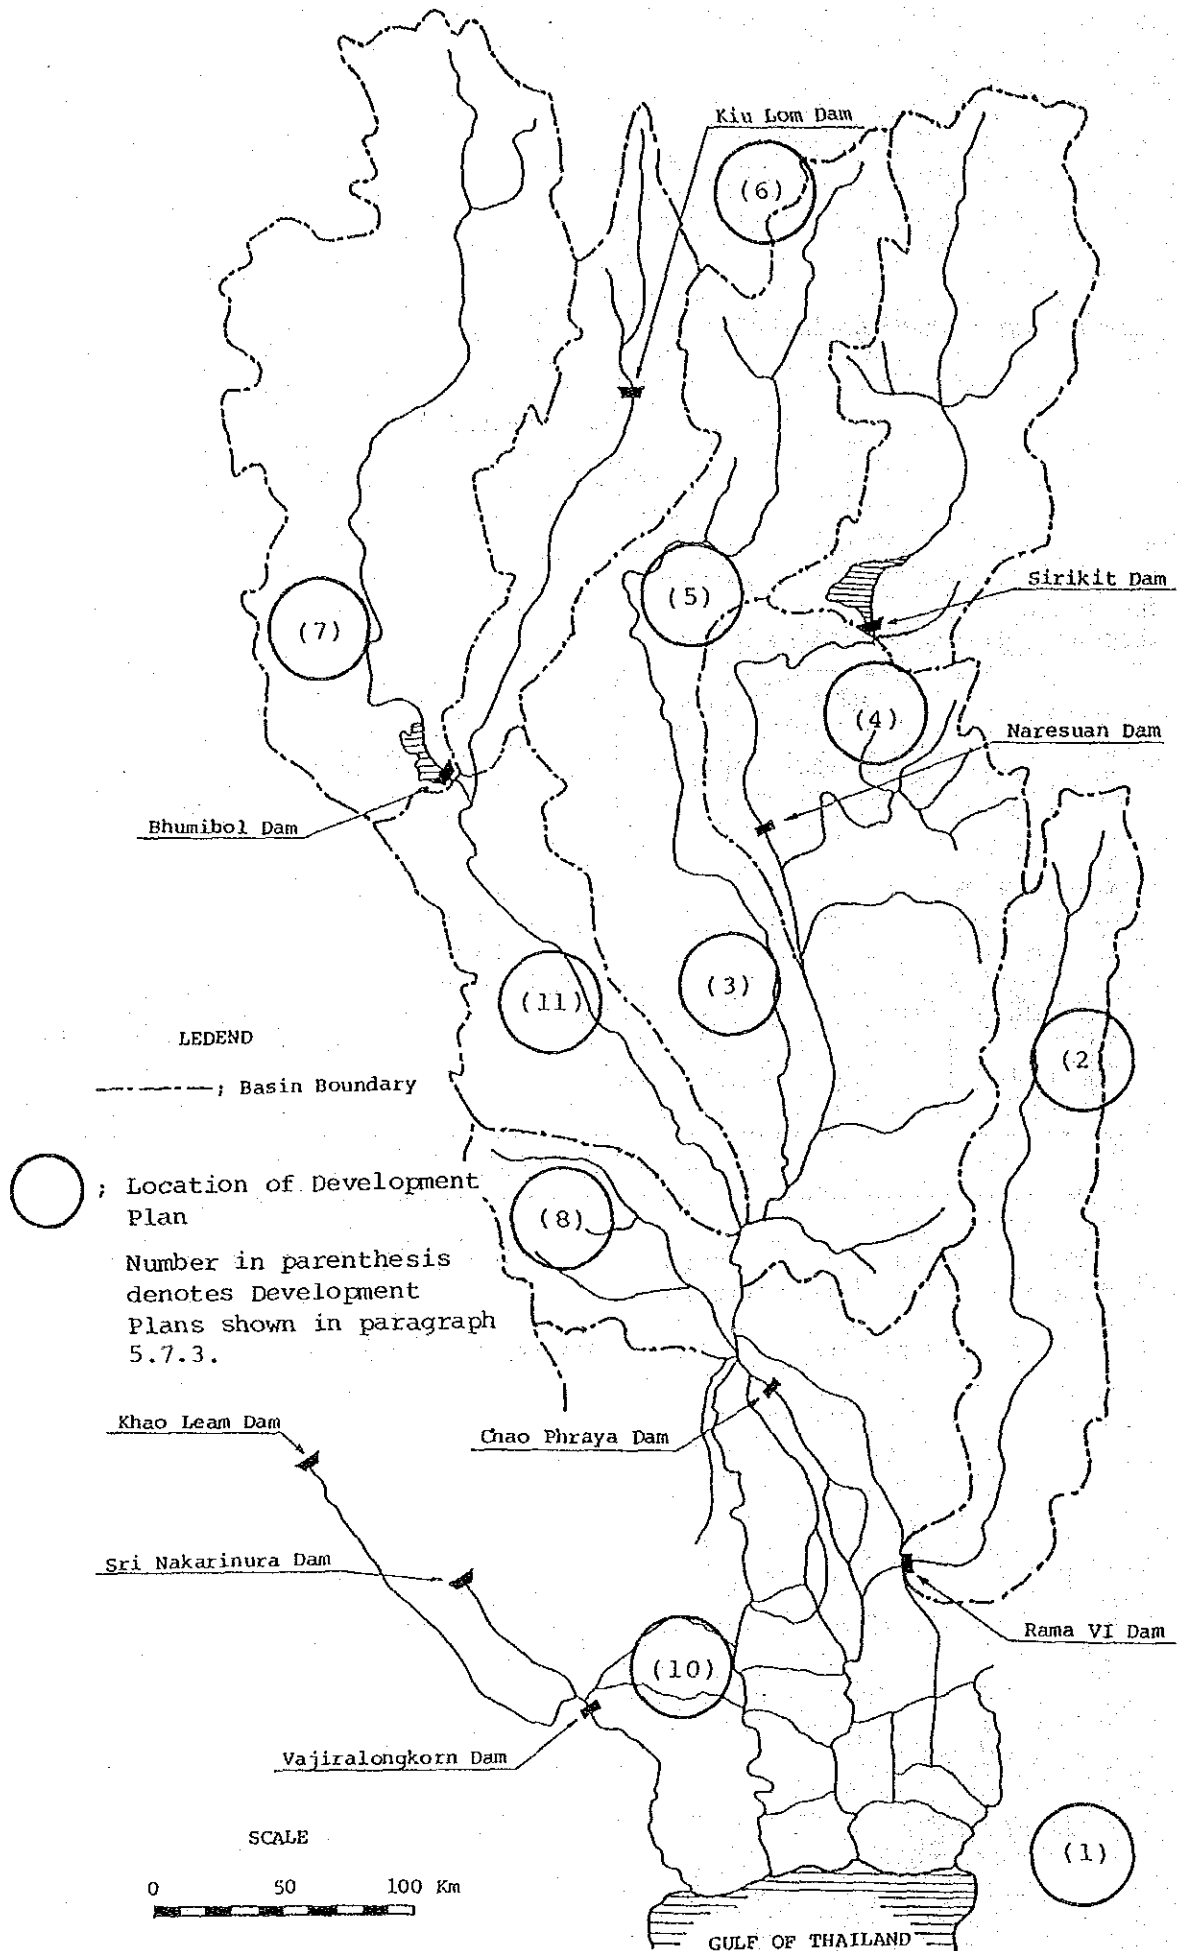 Kiu Lom Dam
(6)
Sirikit Dam
(5)
(7)
(4)
Naresuan Dam
Bhumibol Dam
(3)
(11)
(2)
LEDEND
; Basin Boundary
; Location of Development
Plan
(8)
Number in parenthesis
denotes Development
Plans shown in paragraph
5.7.3.
Khao Leam Dam
Chao Phraya Dam
Sri Nakarinura Dam
Rama VI Dam
(10)
Vajiralongkorn Dam
SCALE
(1)
0 50 100 Km
GULF OF THAILAND